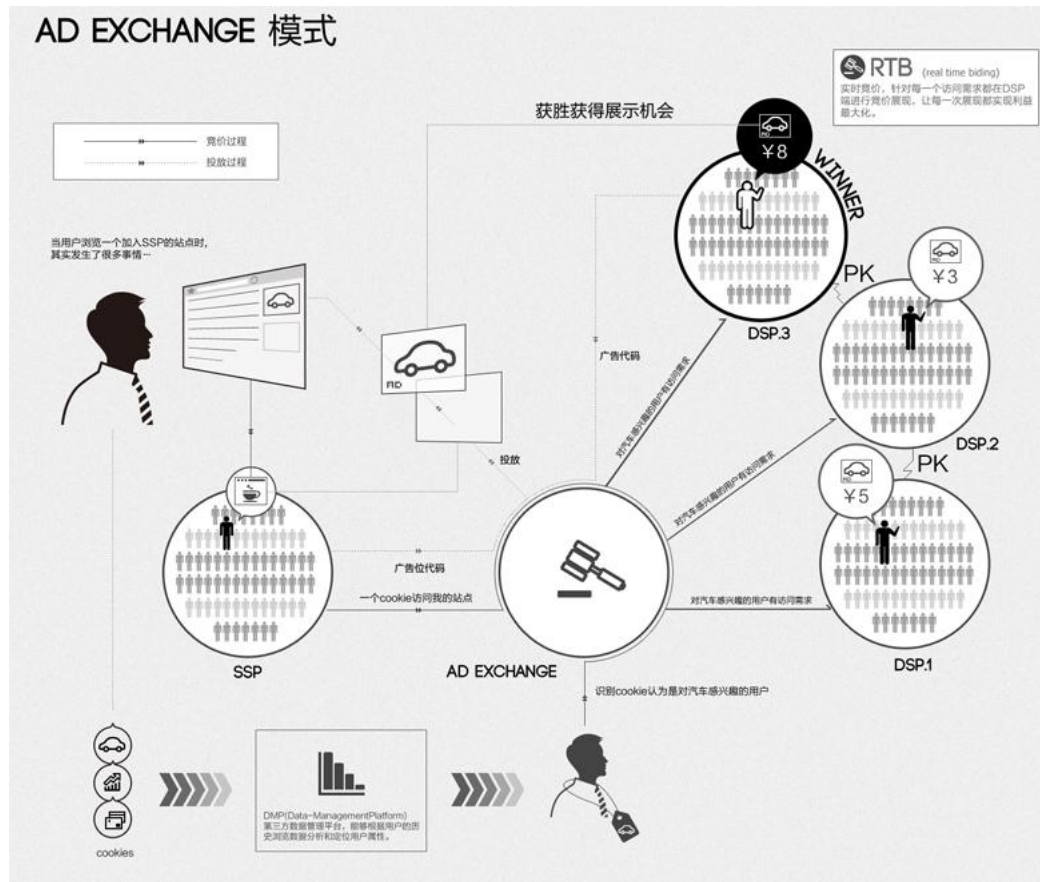 AD EXCHANGE 模式
RTB (real time biding)
实时竞价，针对每一个访问需求都在DSP
端进行竞价展现，让每一次展现都实现利益
最大化。
竞价过程
投放过程
获胜获得展示机会
AD
¥8
WINNER
当用户浏览一个加入SSP的站点时，
其实发生了很多事情…
AD
¥3
PK
DSP.3
广告代码
AD
对汽车感兴趣的用户有访问需求
DSP.2
PK
对汽车感兴趣的用户有访问需求
投放
AD
¥5
广告位代码
一个cookie访问我的站点
对汽车感兴趣的用户有访问需求
SSP
AD EXCHANGE
DSP.1
识别cookie认为是对汽车感兴趣的用户
DMP(Data-ManagementPlatform)
第三方数据管理平台，能够根据用户的历
史浏览数据分析和定位用户属性。
cookies